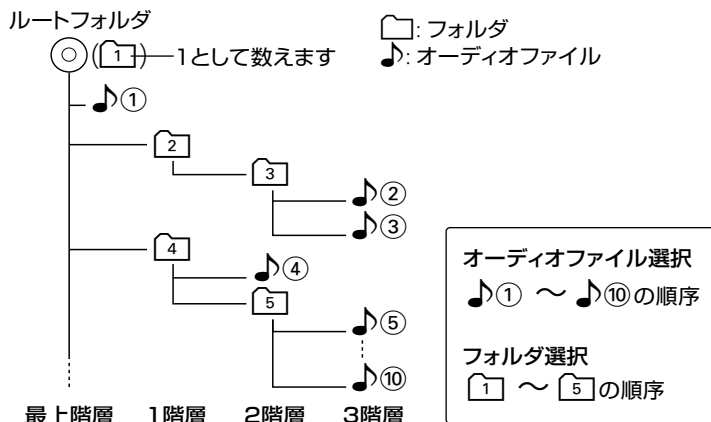 ルートフォルダ
(1) 1として数えます
: フォルダ
♪: オーディオファイル
♪①
2
3
♪②
♪③
4
♪④
5
♪⑤
♪⑩
最上階層 1階層 2階層 3階層
オーディオファイル選択
♪① ～ ♪⑩の順序
フォルダ選択
1 ～ 5の順序